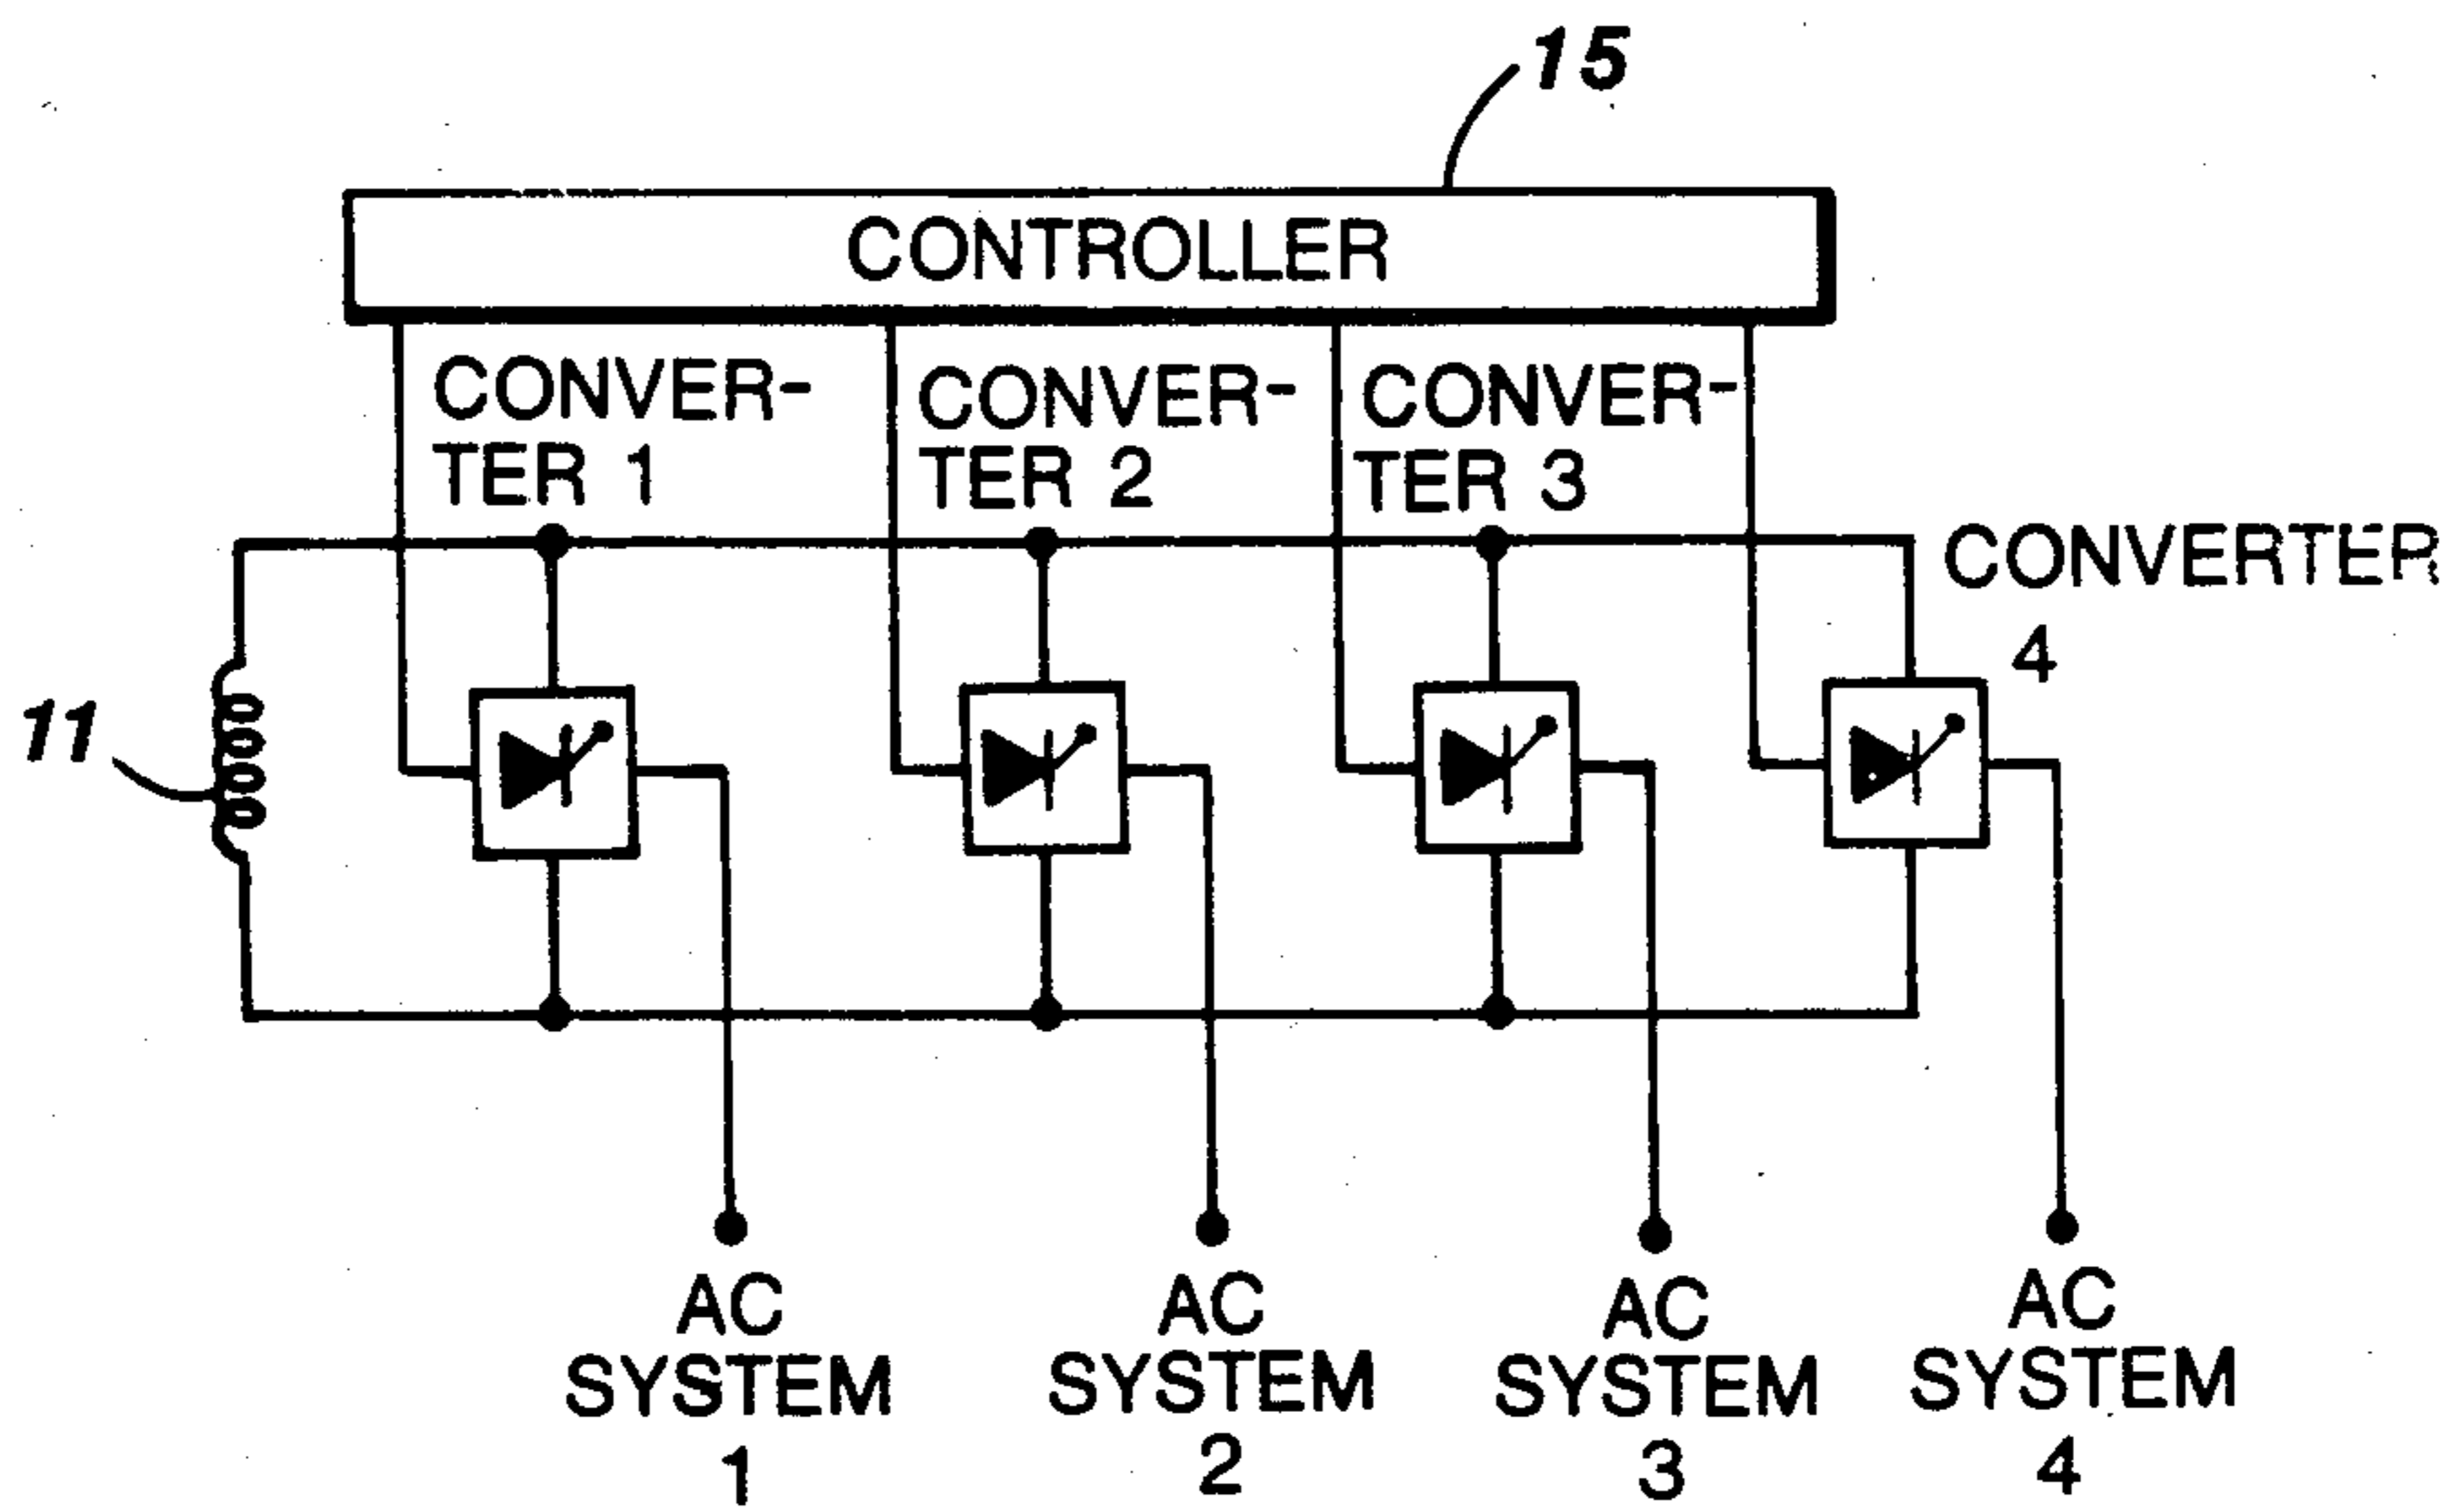 15
CONTROLLER
CONVER-
TER 1
CONVER-
TER 2
CONVER-
TER 3
CONVERTER
4
11
AC
SYSTEM
1
AC
SYSTEM
2
AC
SYSTEM
3
AC
SYSTEM
4